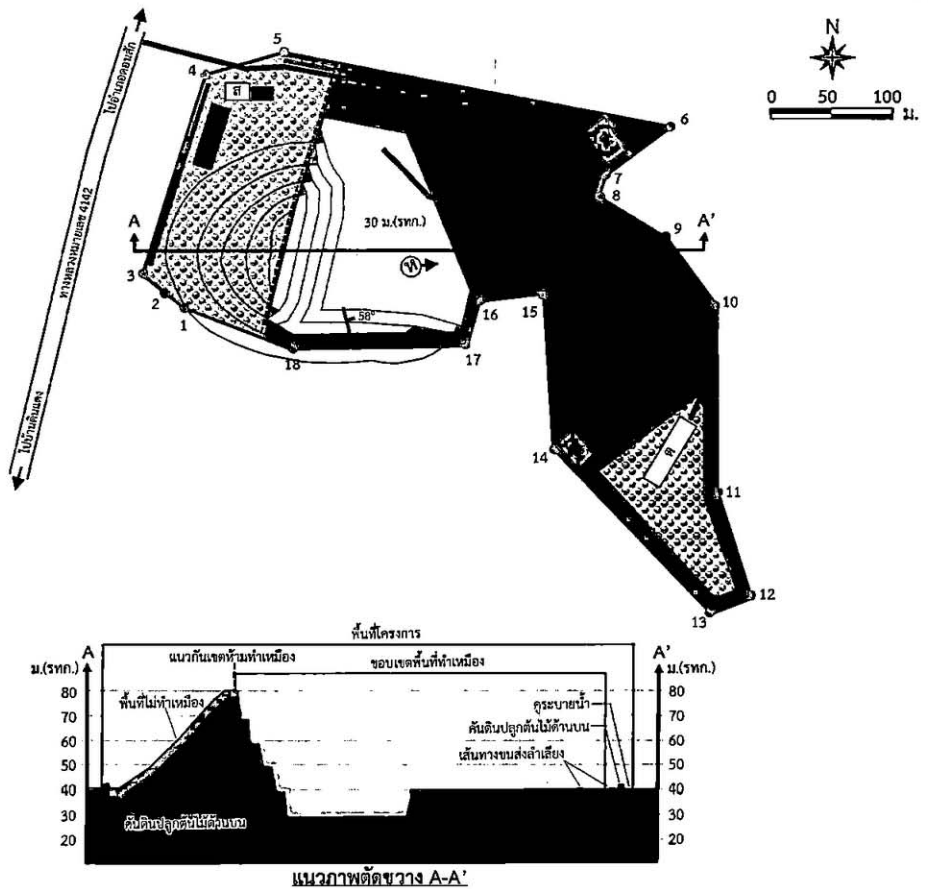 N
0 50 100
ม.
ไปอำเภอดอนสัก
ทางหลวงหมายเลข 4142
ไปบ้านดินแดง
5
4
ส
6
7
8
A
A'
9
30 ม.(รทก.)
3
2
1
10
16
15
58°
17
18
14
ด
11
12
13
พื้นที่โครงการ
A
A'
แนวกันเขตห้ามทำเหมือง
ขอบเขตพื้นที่ทำเหมือง
ม.(รทก.)
ม.(รทก.)
80
80
พื้นที่ไม่ทำเหมือง
คูระบายน้ำ
70
70
คันดินปลูกต้นไม้ด้านบน
60
60
เส้นทางขนส่งลำเลียง
50
50
40
40
30
30
คันดินปลูกต้นไม้ด้านบน
20
20
แนวภาพตัดขวาง A-A'